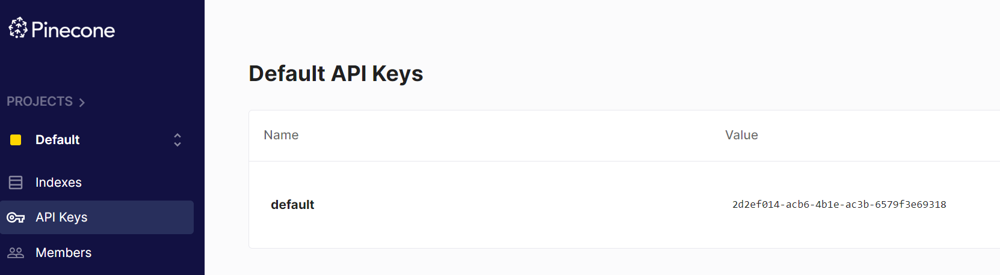 Pinecone
PROJECTS
Default
Indexes
API Keys
Members
Default API Keys
Name Value
default 2d2ef014-acb6-4b1e-ac3b-6579f3e69318